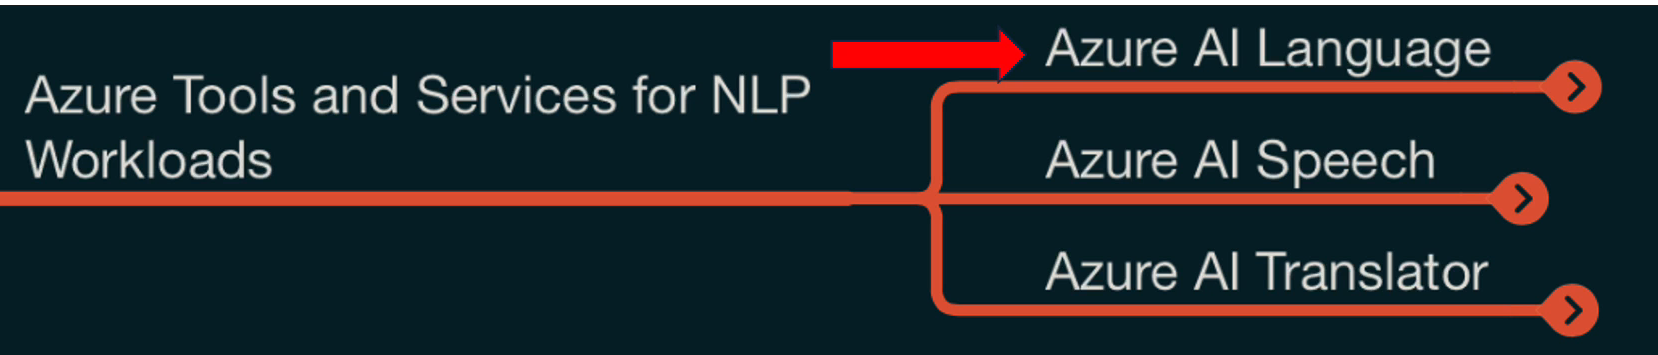 Azure Tools and Services for NLP
Workloads
Azure AI Language
Azure AI Speech
Azure AI Translator